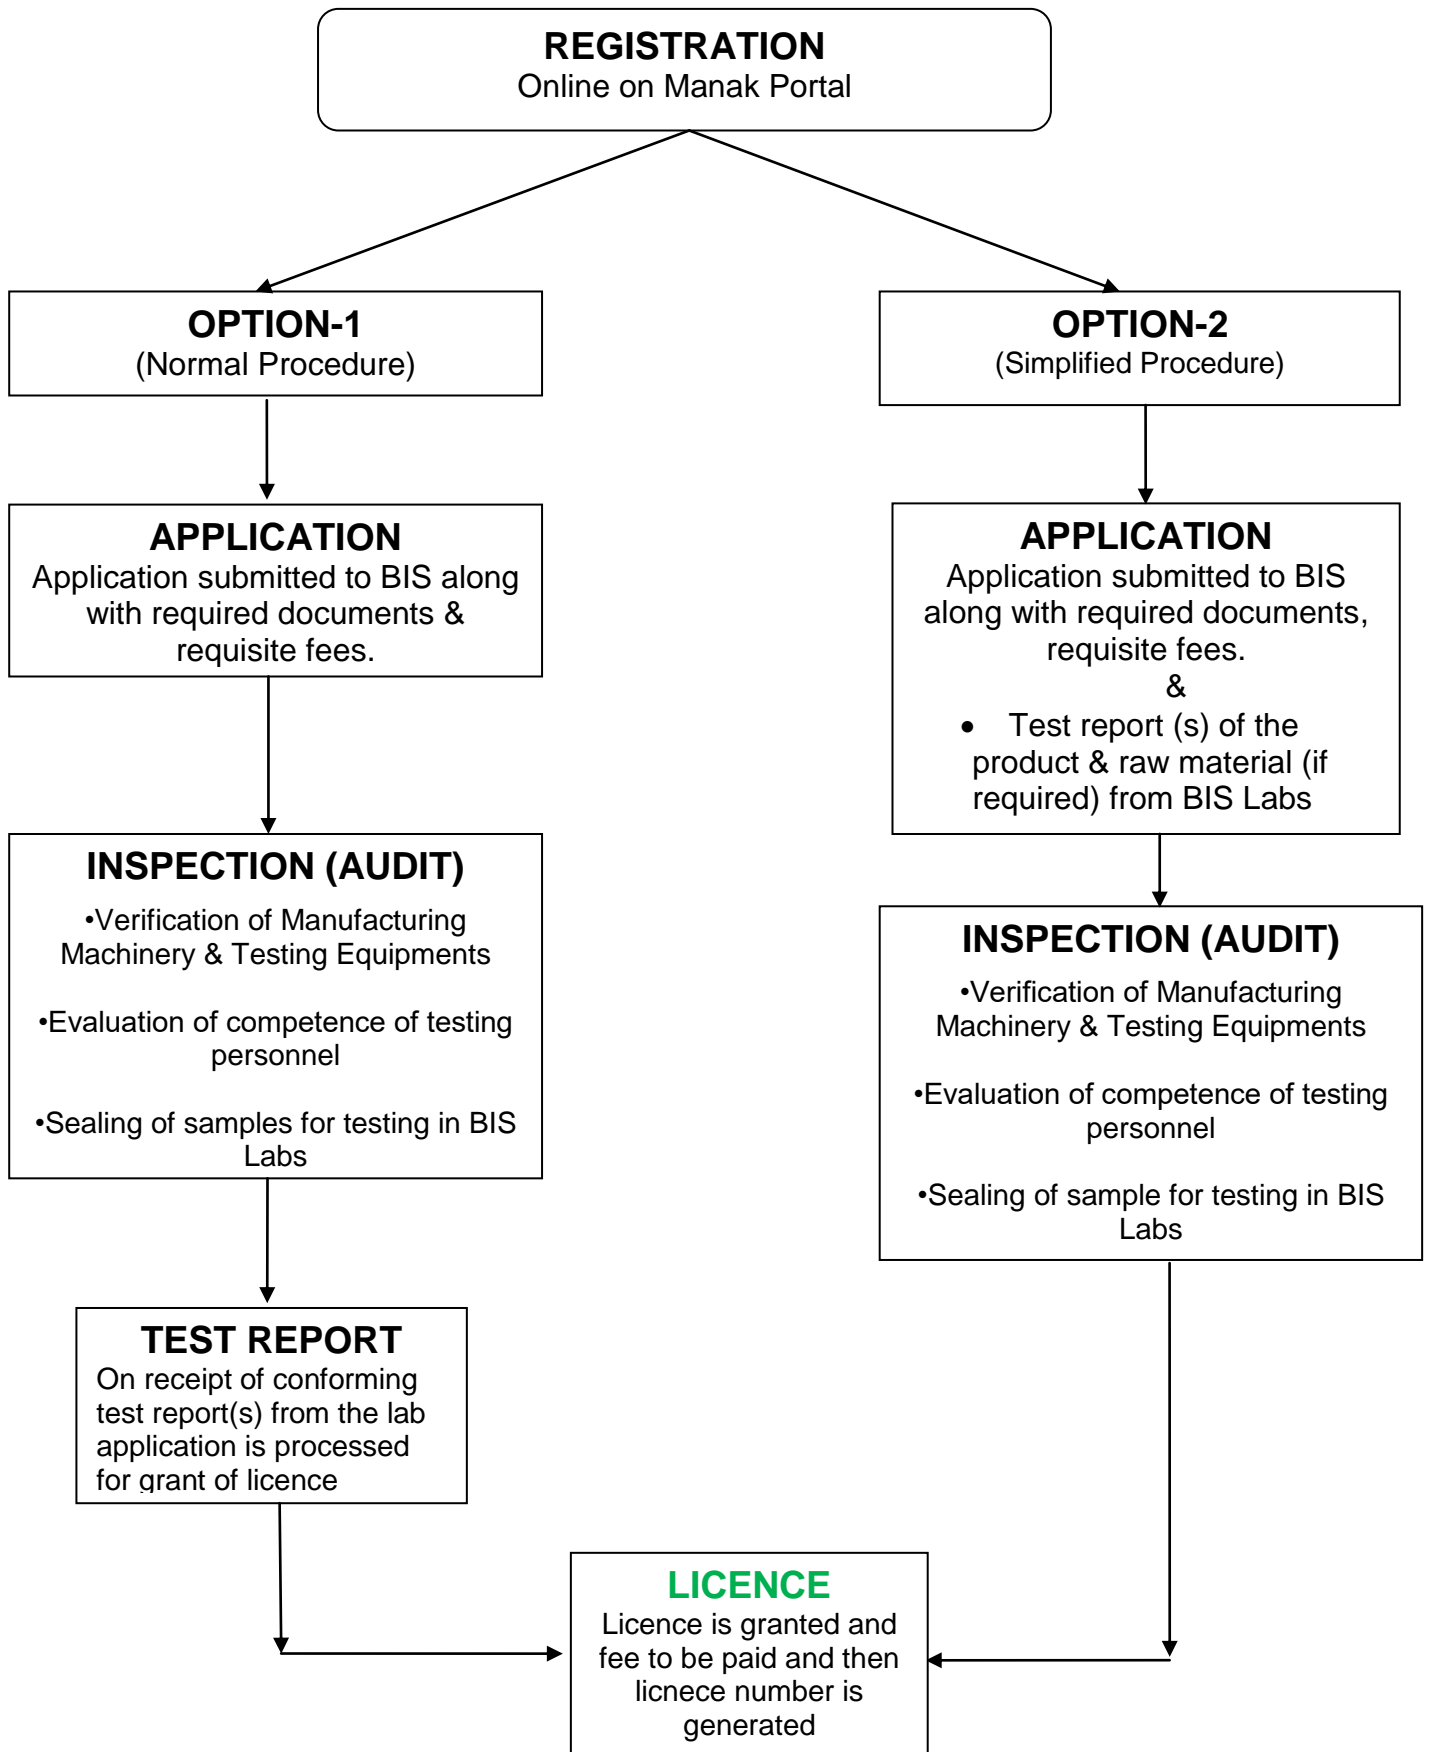 REGISTRATION
Online on Manak Portal
OPTION-1
(Normal Procedure)
OPTION-2
(Simplified Procedure)
APPLICATION
Application submitted to BIS along
with required documents &
requisite fees.
APPLICATION
Application submitted to BIS
along with required documents,
requisite fees.
&
• Test report (s) of the
product & raw material (if
required) from BIS Labs
INSPECTION (AUDIT)
•Verification of Manufacturing
Machinery & Testing Equipments
•Evaluation of competence of testing
personnel
•Sealing of samples for testing in BIS
Labs
INSPECTION (AUDIT)
•Verification of Manufacturing
Machinery & Testing Equipments
•Evaluation of competence of testing
personnel
•Sealing of sample for testing in BIS
Labs
TEST REPORT
On receipt of conforming
test report(s) from the lab
application is processed
for grant of licence
LICENCE
Licence is granted and
fee to be paid and then
licnece number is
generated